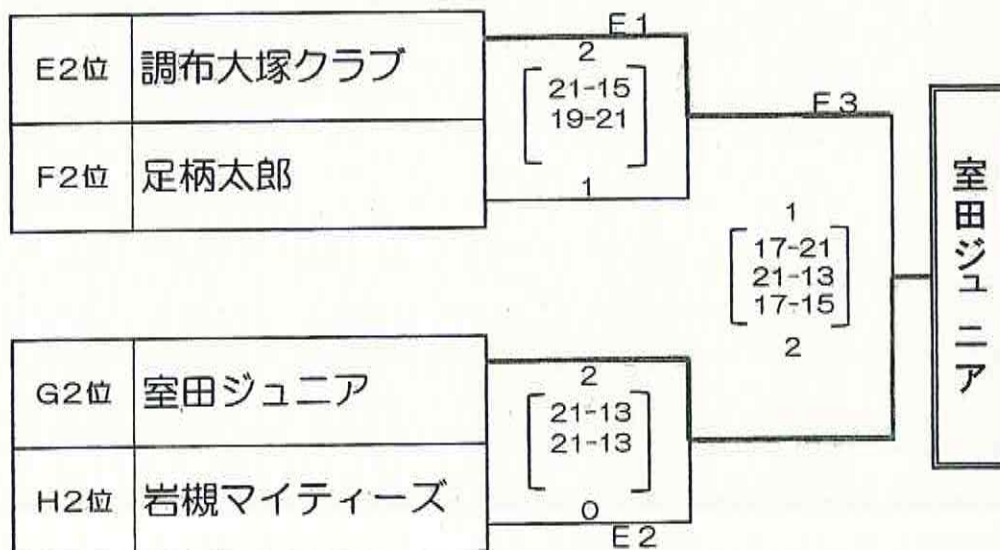 E2位 調布大塚クラブ
F2位 足柄太郎
E1
2
21-15
19-21
1
G2位 室田ジュニア
H2位 岩槻マイティーズ
2
21-13
21-13
0
E2
E3
1
17-21
21-13
17-15
2
室田ジュニア